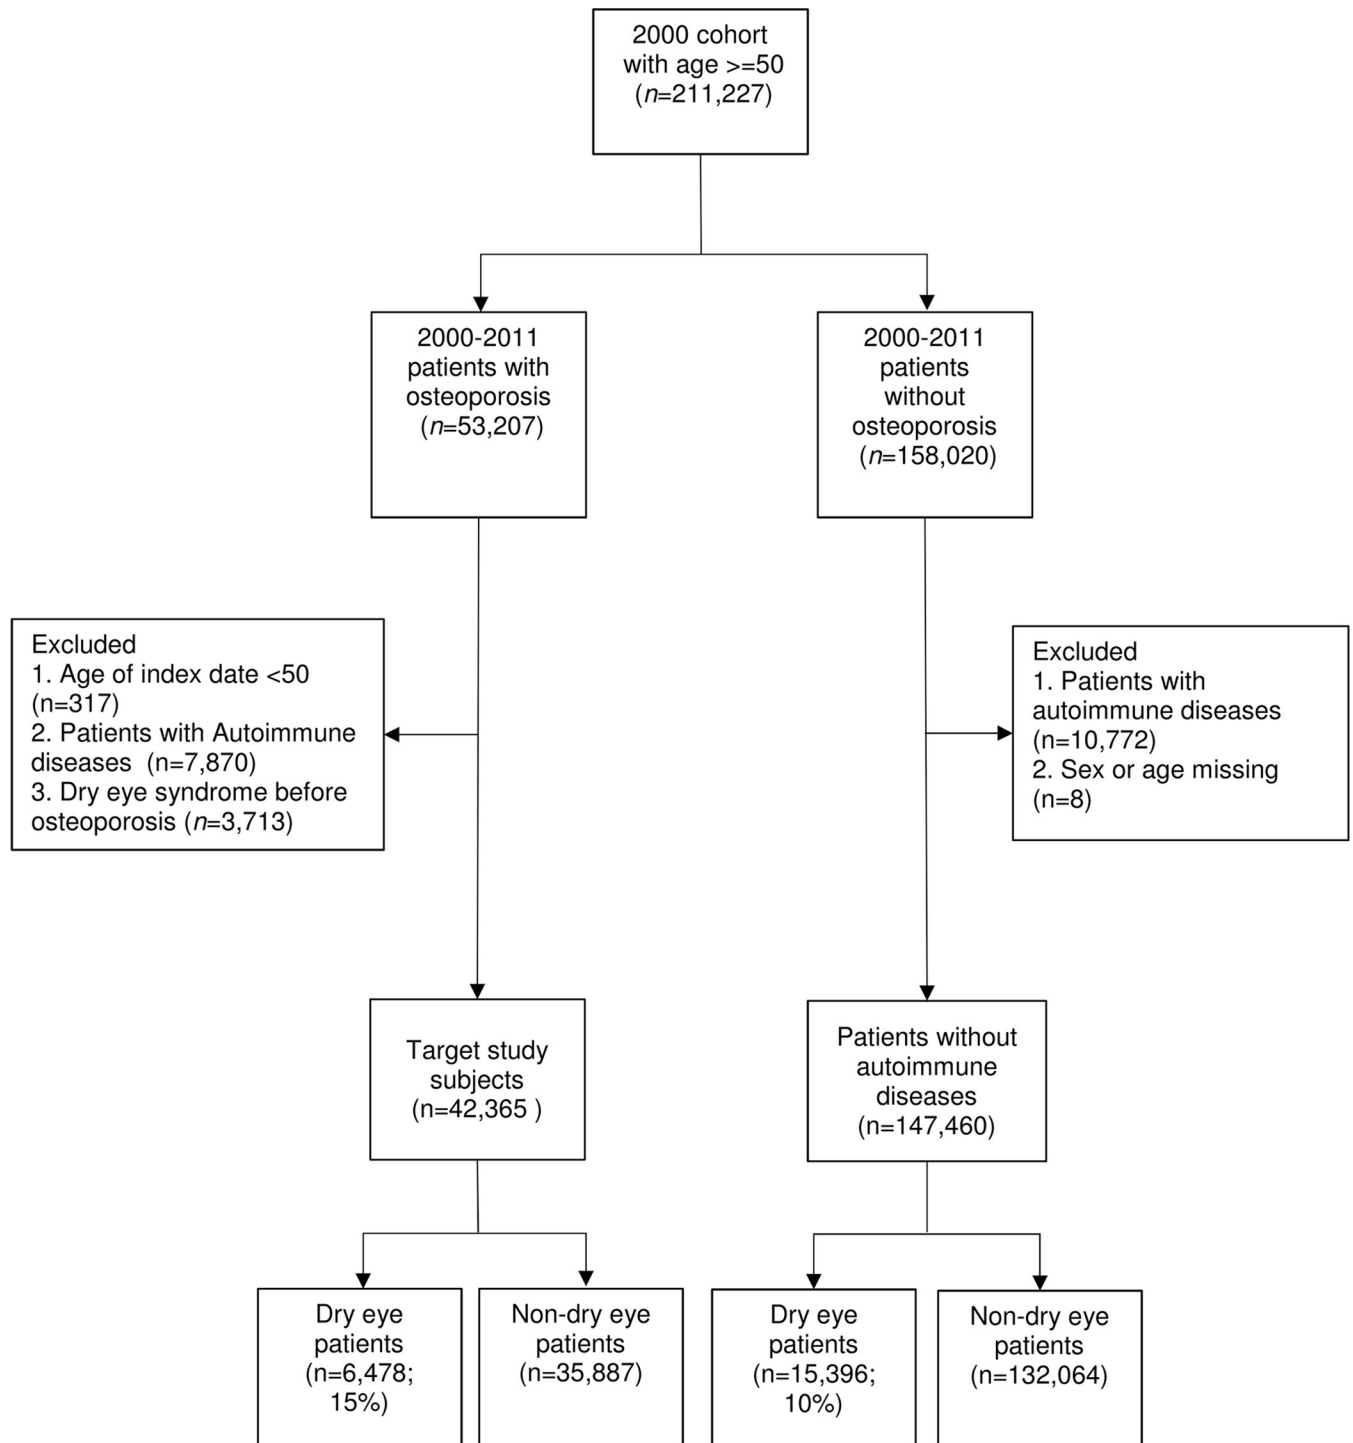 2000 cohort
with age >=50
(n=211,227)
2000-2011
patients with
osteoporosis
(n=53,207)
2000-2011
patients
without
osteoporosis
(n=158,020)
Excluded
1. Age of index date <50
(n=317)
2. Patients with Autoimmune
diseases (n=7,870)
3. Dry eye syndrome before
osteoporosis (n=3,713)
Excluded
1. Patients with
autoimmune diseases
(n=10,772)
2. Sex or age missing
(n=8)
Target study
subjects
(n=42,365 )
Patients without
autoimmune
diseases
(n=147,460)
Dry eye
patients
(n=6,478;
15%)
Non-dry eye
patients
(n=35,887)
Dry eye
patients
(n=15,396;
10%)
Non-dry eye
patients
(n=132,064)